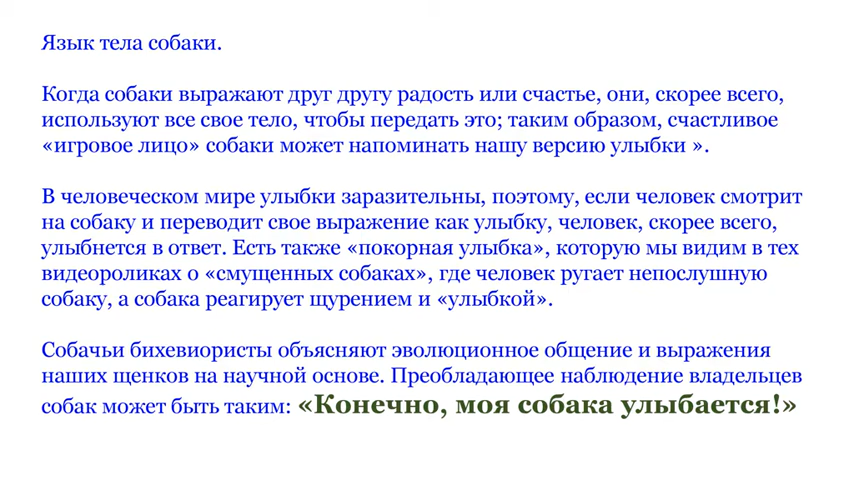 Язык тела собаки.
Когда собаки выражают друг другу радость или счастье, они, скорее всего,
используют все свое тело, чтобы передать это; таким образом, счастливое
«игровое лицо» собаки может напоминать нашу версию улыбки ».
В человеческом мире улыбки заразительны, поэтому, если человек смотрит
на собаку и переводит свое выражение как улыбку, человек, скорее всего,
улыбнется в ответ. Есть также «покорная улыбка», которую мы видим в тех
видеороликах о «смущенных собаках», где человек ругает непослушную
собаку, а собака реагирует щурением и «улыбкой».
Собачьи бихевиористы объясняют эволюционное общение и выражения
наших щенков на научной основе. Преобладающее наблюдение владельцев
собак может быть таким: «Конечно, моя собака улыбается!»